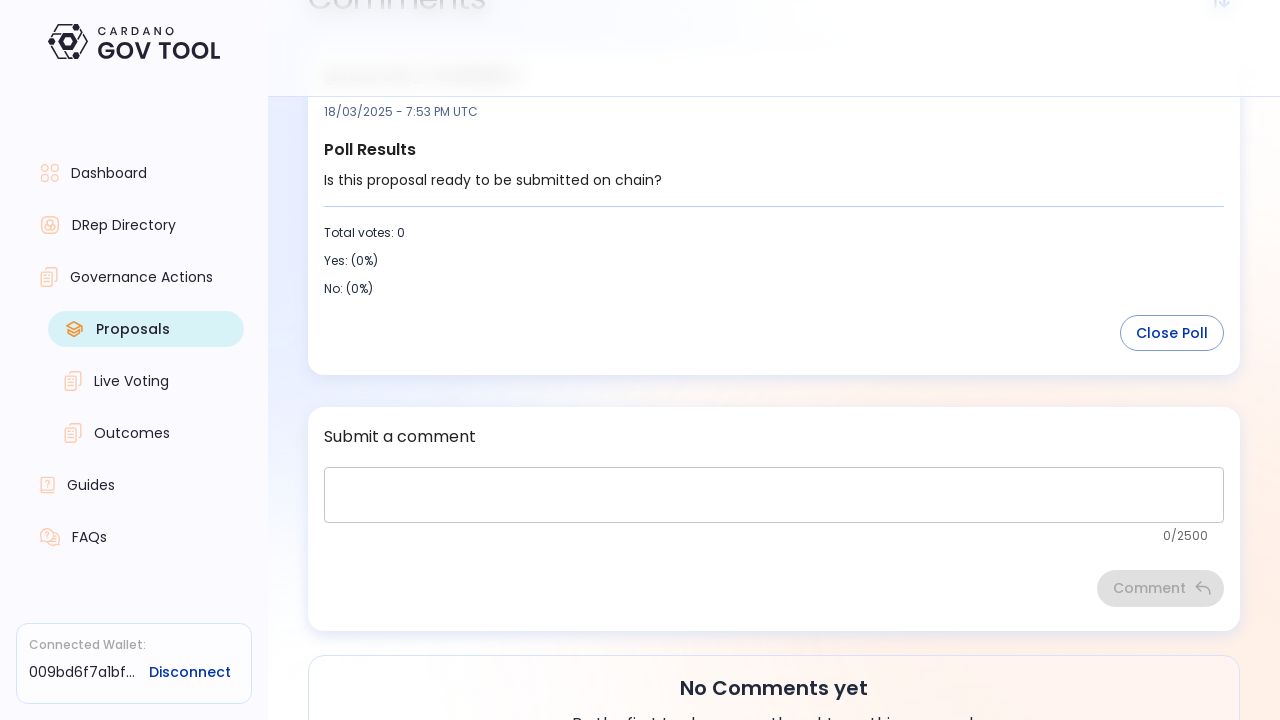 CARDANO
GOV TOOL
Dashboard
DRep Directory
Governance Actions
Proposals
Live Voting
Outcomes
Guides
FAQs
Connected Wallet:
009bd6f7a1bf... Disconnect
Comments
18/03/2025 - 7:53 PM UTC
Poll Results
Is this proposal ready to be submitted on chain?
Total votes: 0
Yes: (0%)
No: (0%)
Close Poll
Submit a comment
0/2500
Comment
No Comments yet